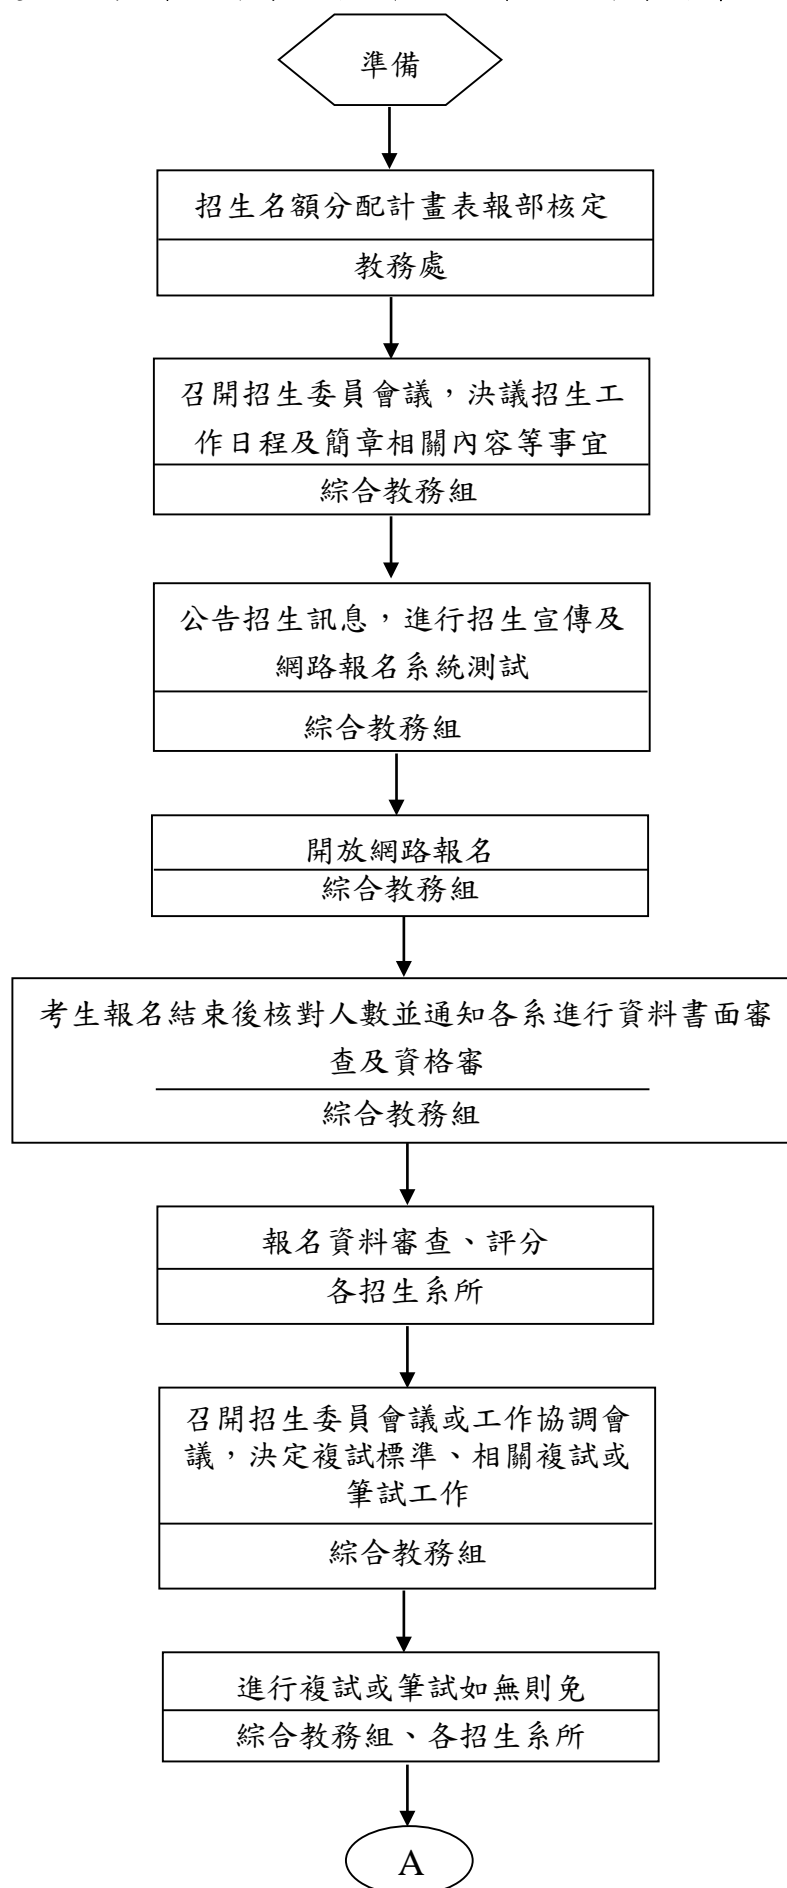 準備
招生名額分配計畫表報部核定
教務處
召開招生委員會議，決議招生工
作日程及簡章相關內容等事宜
綜合教務組
公告招生訊息，進行招生宣傳及
網路報名系統測試
綜合教務組
開放網路報名
綜合教務組
考生報名結束後核對人數並通知各系進行資料書面審
查及資格審
綜合教務組
報名資料審查、評分
各招生系所
召開招生委員會議或工作協調會
議，決定複試標準、相關複試或
筆試工作
綜合教務組
進行複試或筆試如無則免
綜合教務組、各招生系所
A